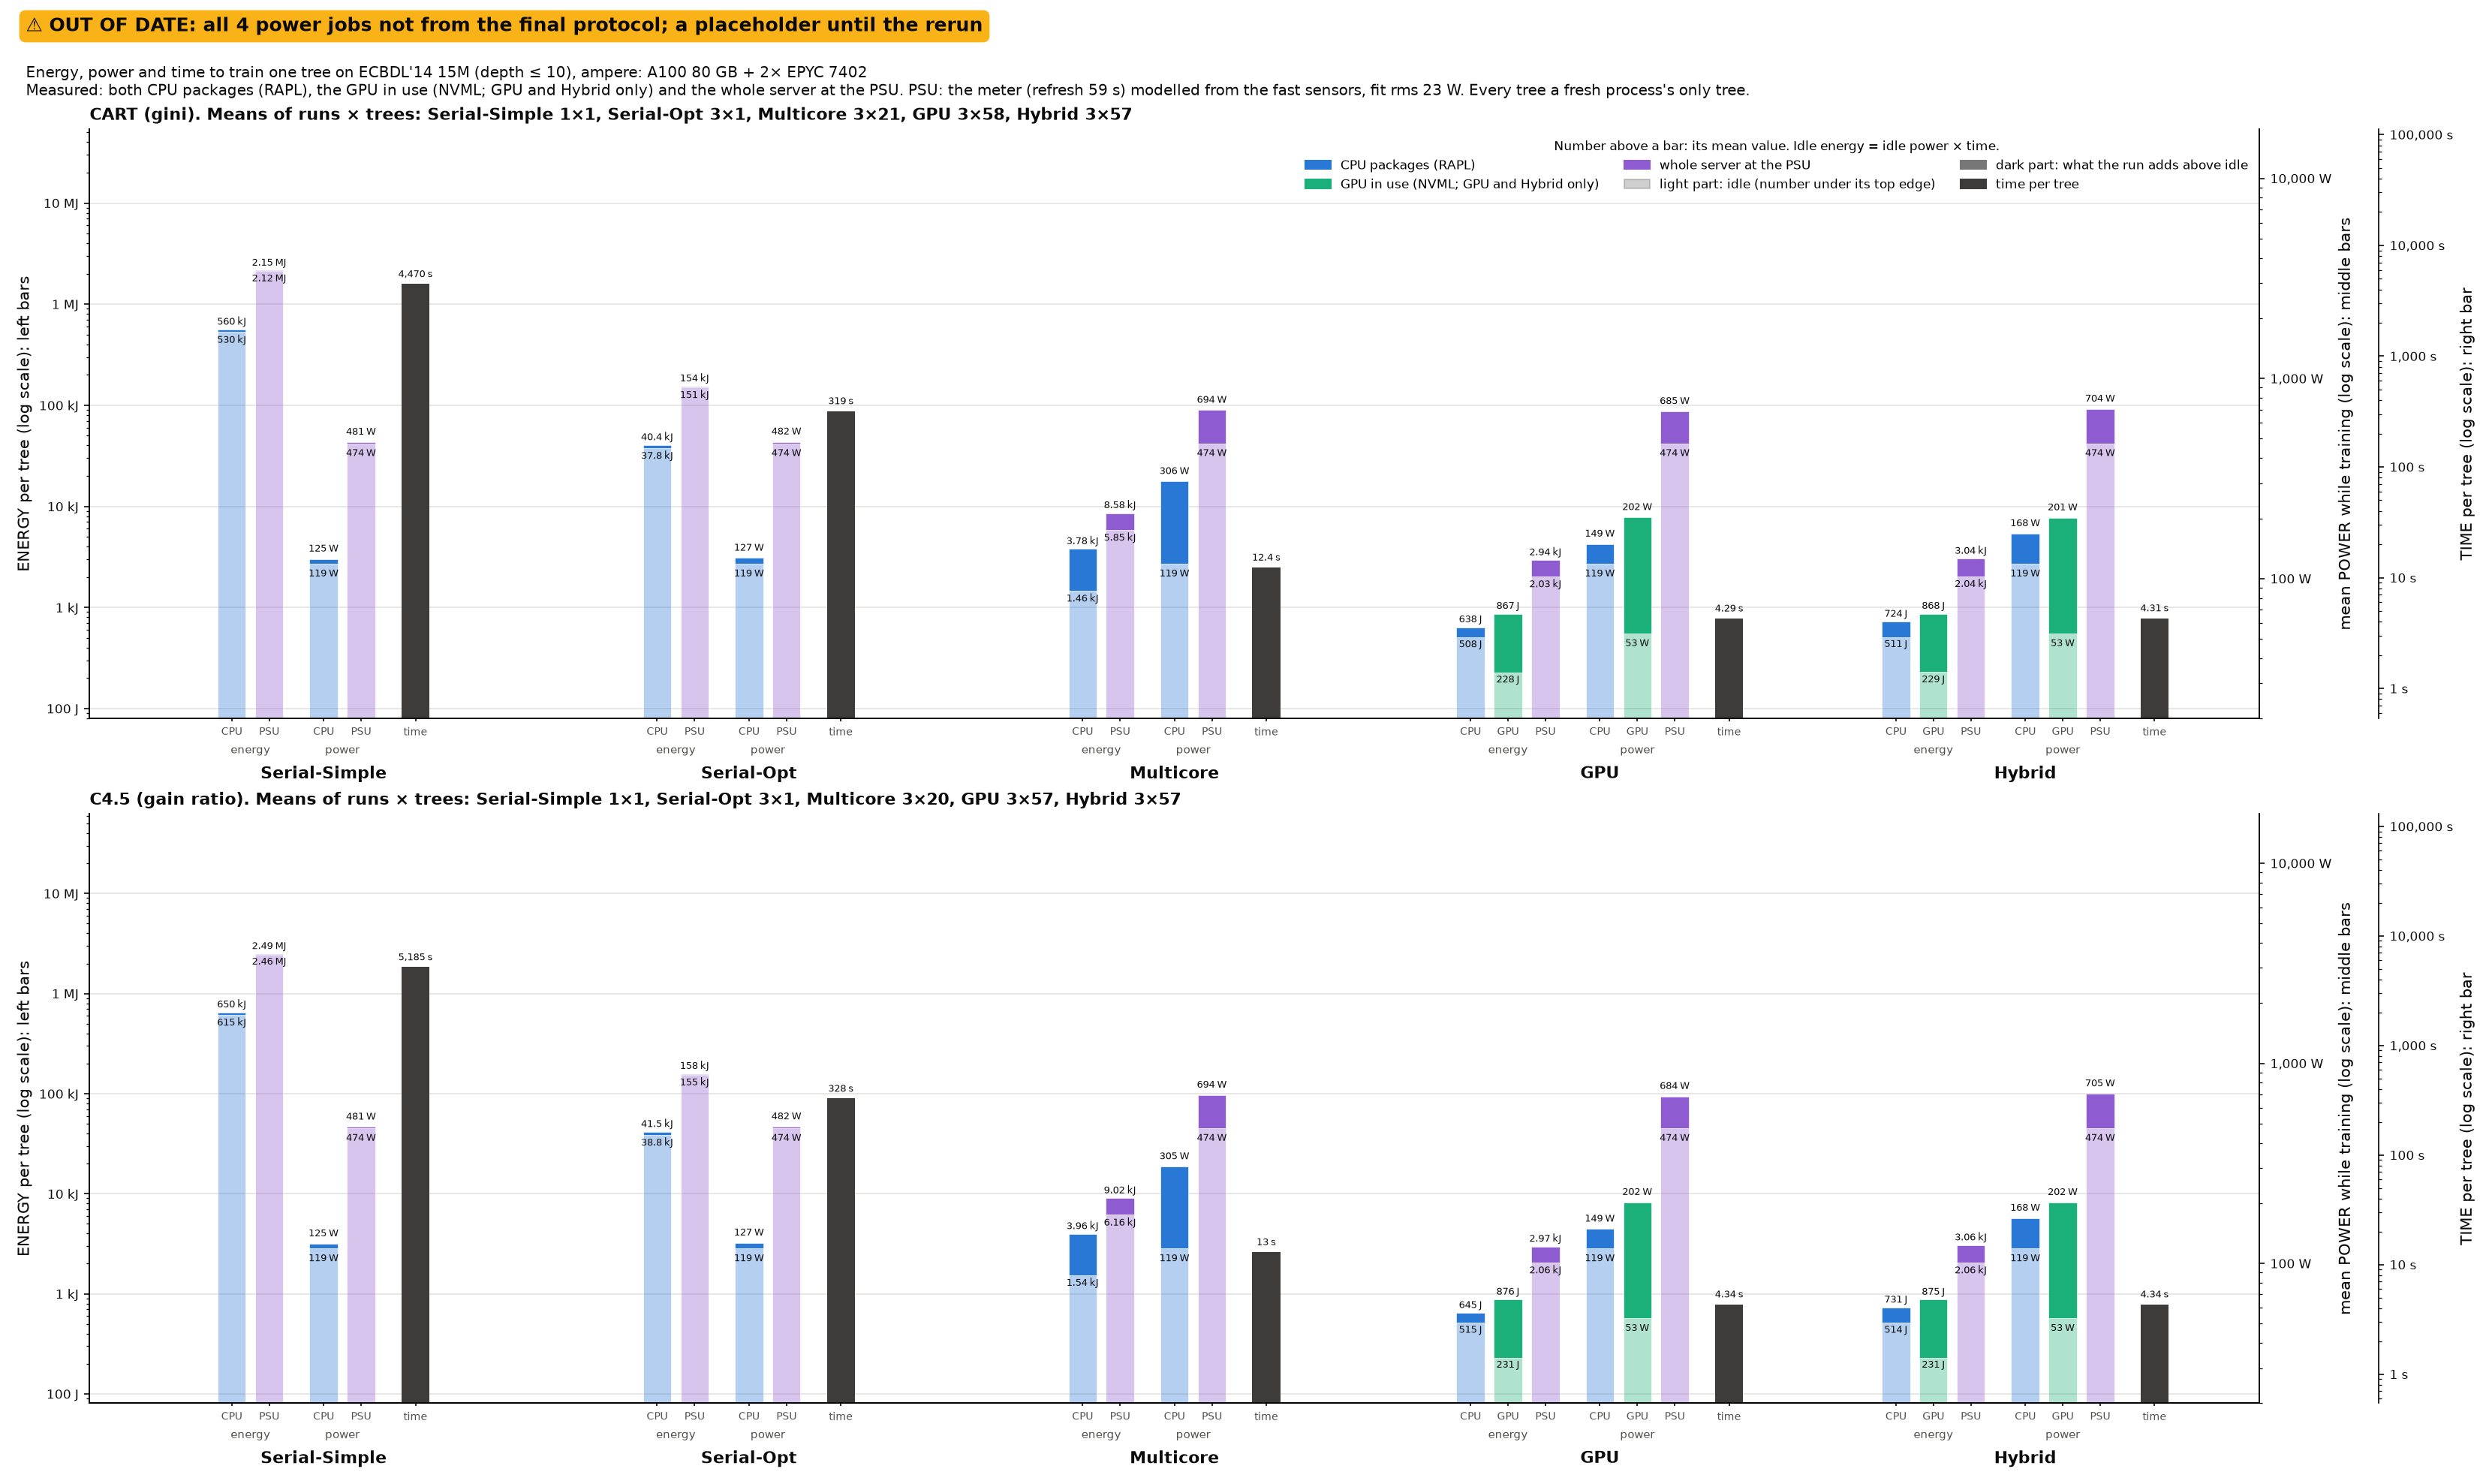 ⚠ OUT OF DATE: all 4 power jobs not from the final protocol; a placeholder until the rerun
Energy, power and time to train one tree on ECBDL'14 15M (depth ≤ 10), ampere: A100 80 GB + 2× EPYC 7402
Measured: both CPU packages (RAPL), the GPU in use (NVML; GPU and Hybrid only) and the whole server at the PSU. PSU: the meter (refresh 59 s) modelled from the fast sensors, fit rms 23 W. Every tree a fresh process's only tree.
CART (gini). Means of runs × trees: Serial-Simple 1×1, Serial-Opt 3×1, Multicore 3×21, GPU 3×58, Hybrid 3×57
Number above a bar: its mean value. Idle energy = idle power × time.
CPU packages (RAPL)
GPU in use (NVML; GPU and Hybrid only)
whole server at the PSU
light part: idle (number under its top edge)
dark part: what the run adds above idle
time per tree
ENERGY per tree (log scale): left bars
10 MJ
1 MJ
100 kJ
10 kJ
1 kJ
100 J
560 kJ
530 kJ
2.15 MJ
2.12 MJ
125 W
119 W
481 W
474 W
4,470 s
40.4 kJ
37.8 kJ
154 kJ
151 kJ
127 W
119 W
482 W
474 W
319 s
3.78 kJ
1.46 kJ
8.58 kJ
5.85 kJ
306 W
119 W
694 W
474 W
12.4 s
638 J
508 J
867 J
228 J
2.94 kJ
2.03 kJ
149 W
119 W
202 W
53 W
685 W
474 W
4.29 s
724 J
511 J
868 J
229 J
3.04 kJ
2.04 kJ
168 W
119 W
201 W
53 W
704 W
474 W
4.31 s
10,000 W
1,000 W
100 W
mean POWER while training (log scale): middle bars
100,000 s
10,000 s
1,000 s
100 s
10 s
1 s
TIME per tree (log scale): right bar
CPU PSU CPU PSU time
energy power
Serial-Simple
CPU PSU CPU PSU time
energy power
Serial-Opt
CPU PSU CPU PSU time
energy power
Multicore
CPU GPU PSU CPU GPU PSU time
energy power
GPU
CPU GPU PSU CPU GPU PSU time
energy power
Hybrid
C4.5 (gain ratio). Means of runs × trees: Serial-Simple 1×1, Serial-Opt 3×1, Multicore 3×20, GPU 3×57, Hybrid 3×57
ENERGY per tree (log scale): left bars
10 MJ
1 MJ
100 kJ
10 kJ
1 kJ
100 J
650 kJ
615 kJ
2.49 MJ
2.46 MJ
125 W
119 W
481 W
474 W
5,185 s
41.5 kJ
38.8 kJ
158 kJ
155 kJ
127 W
119 W
482 W
474 W
328 s
3.96 kJ
1.54 kJ
9.02 kJ
6.16 kJ
305 W
119 W
694 W
474 W
13 s
645 J
515 J
876 J
231 J
2.97 kJ
2.06 kJ
149 W
119 W
202 W
53 W
684 W
474 W
4.34 s
731 J
514 J
875 J
231 J
3.06 kJ
2.06 kJ
168 W
119 W
202 W
53 W
705 W
474 W
4.34 s
10,000 W
1,000 W
100 W
mean POWER while training (log scale): middle bars
100,000 s
10,000 s
1,000 s
100 s
10 s
1 s
TIME per tree (log scale): right bar
CPU PSU CPU PSU time
energy power
Serial-Simple
CPU PSU CPU PSU time
energy power
Serial-Opt
CPU PSU CPU PSU time
energy power
Multicore
CPU GPU PSU CPU GPU PSU time
energy power
GPU
CPU GPU PSU CPU GPU PSU time
energy power
Hybrid